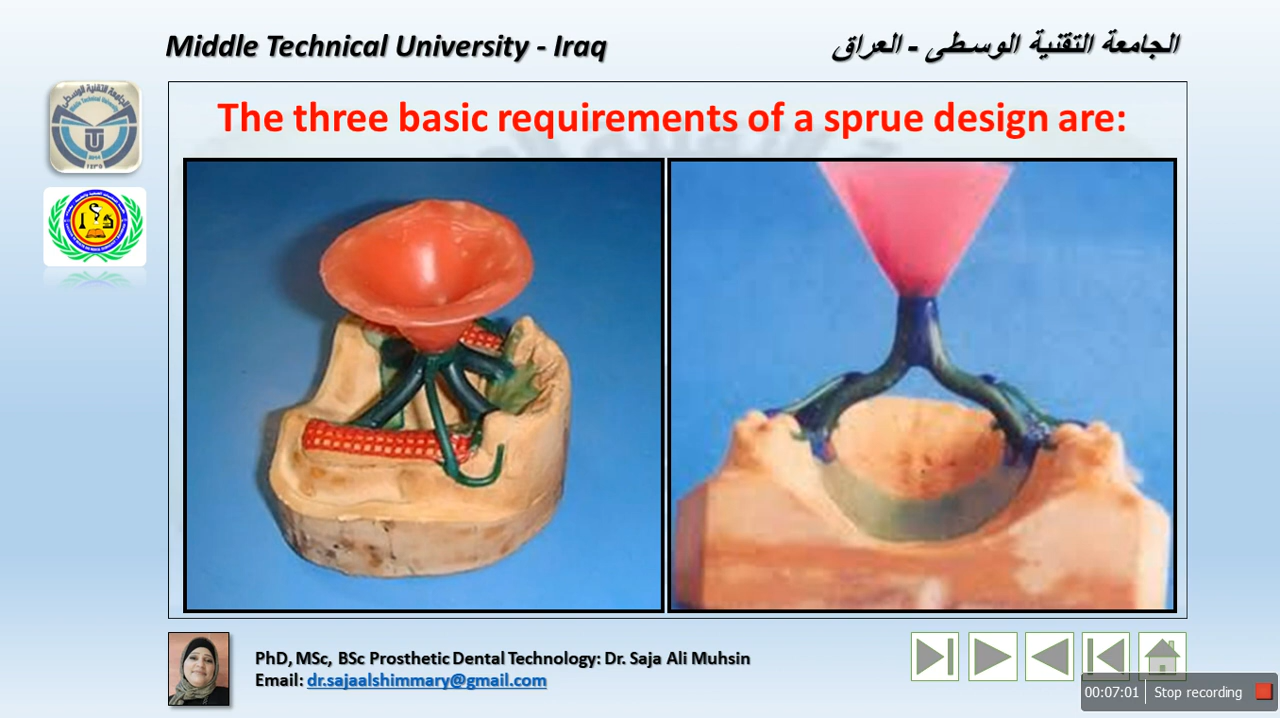 Middle Technical University - Iraq
الجامعة التقنية الوسطى - العراق
The three basic requirements of a sprue design are:
PhD, MSc, BSc Prosthetic Dental Technology: Dr. Saja Ali Muhsin
Email: dr.sajaalshimmary@gmail.com
00:07:01 Stop recording